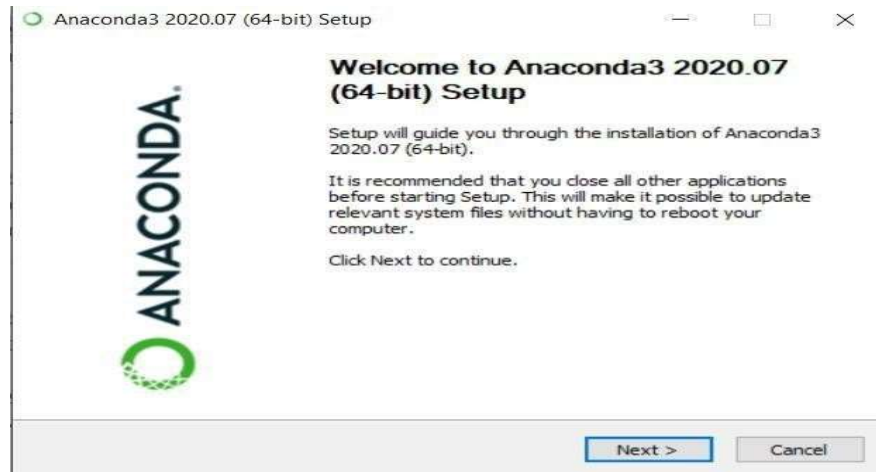 Anaconda3 2020.07 (64-bit) Setup
ANACONDA.
Welcome to Anaconda3 2020.07
(64-bit) Setup
Setup will guide you through the installation of Anaconda3
2020.07 (64-bit).
It is recommended that you close all other applications
before starting Setup. This will make it possible to update
relevant system files without having to reboot your
computer.
Click Next to continue.
Next >
Cancel